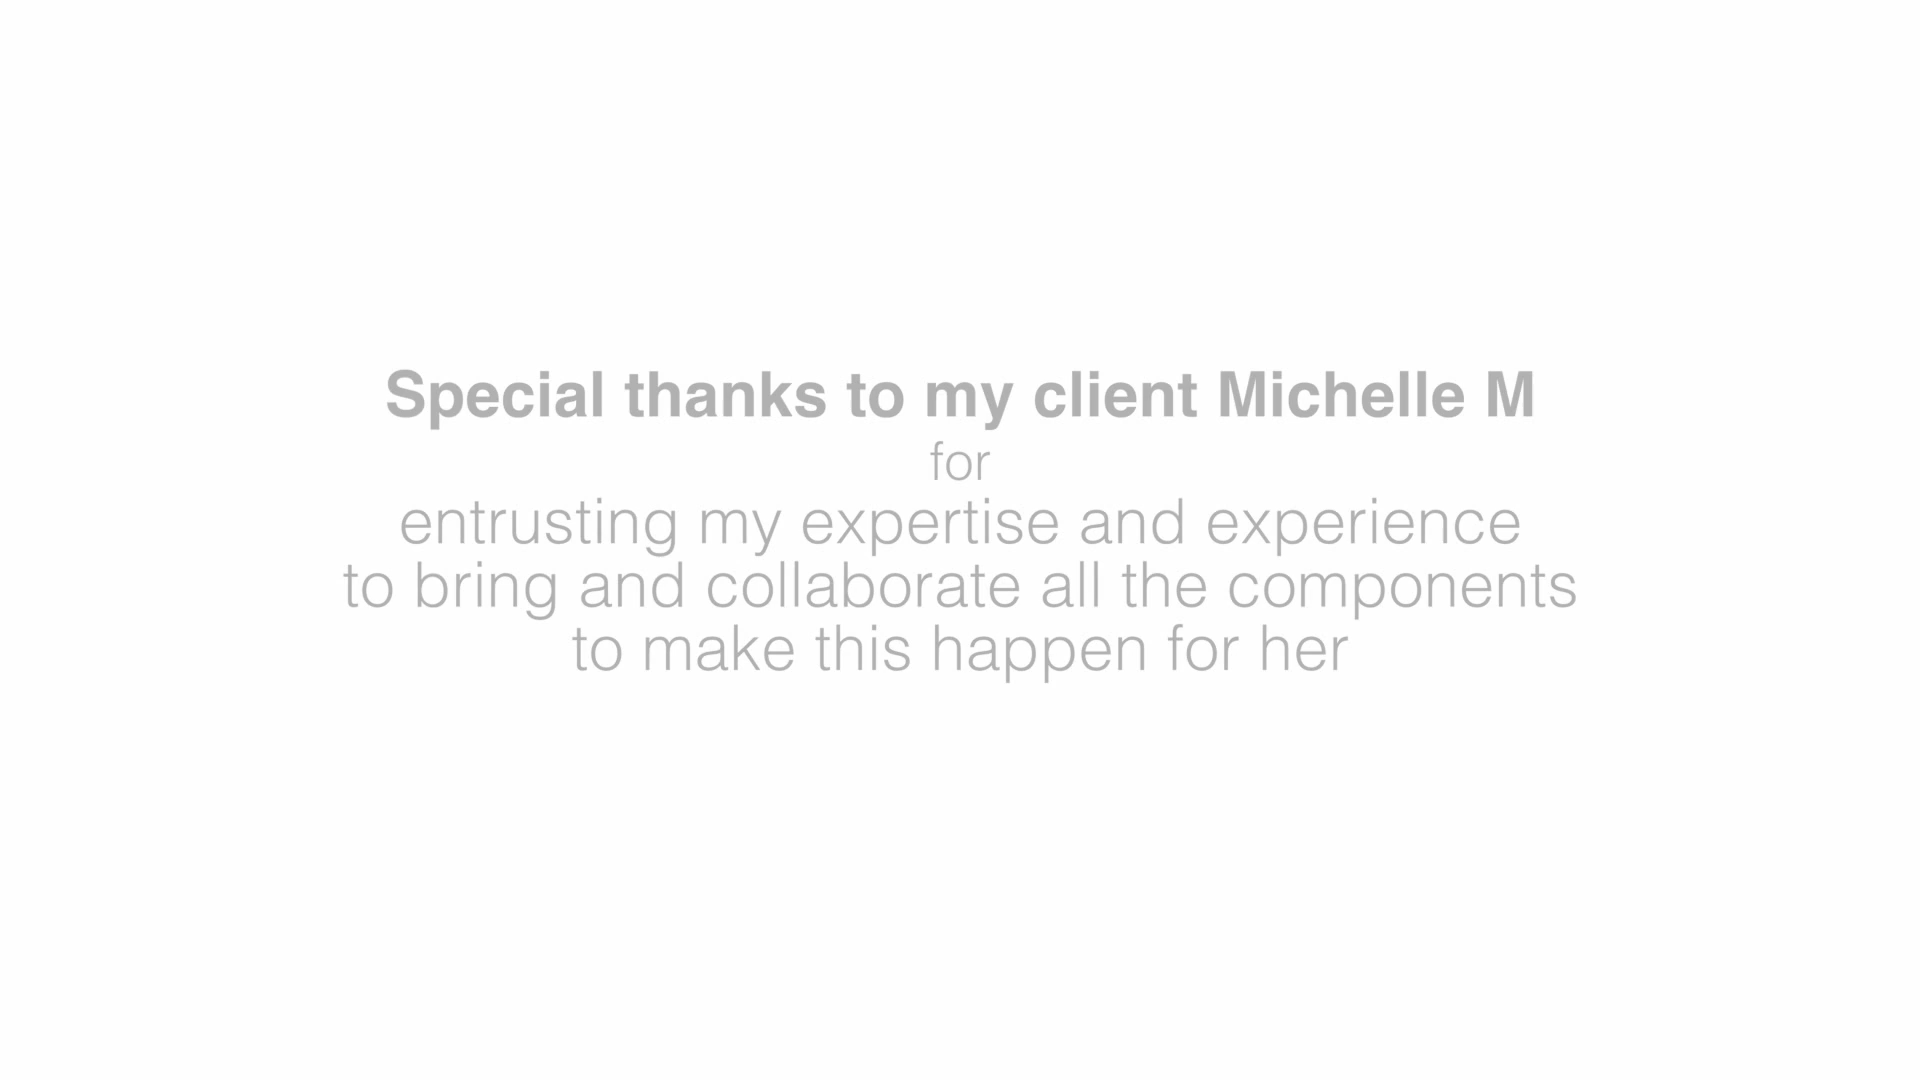 Special thanks to my client Michelle M
for
entrusting my expertise and experience
to bring and collaborate all the components
to make this happen for her